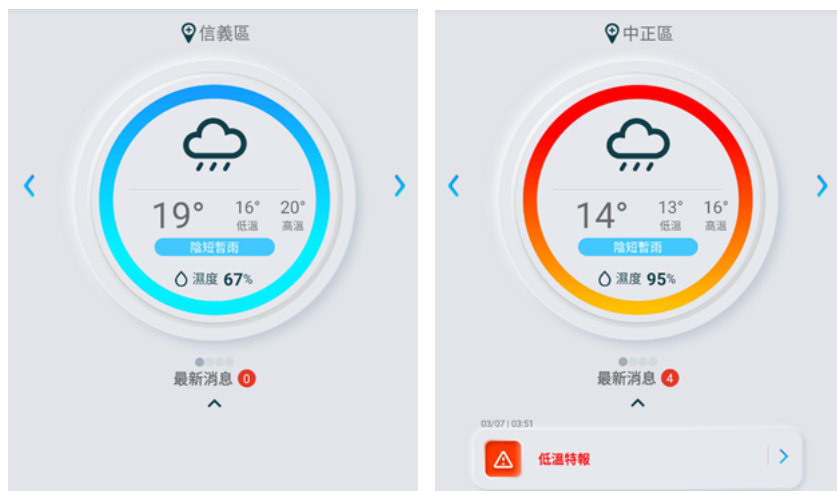 信義區
19°
16°
低溫
20°
高溫
陰短暫雨
濕度 67%
最新消息 0
中正區
14°
13°
低溫
16°
高溫
陰短暫雨
濕度 95%
最新消息 4
03/07 | 03:51
低溫特報